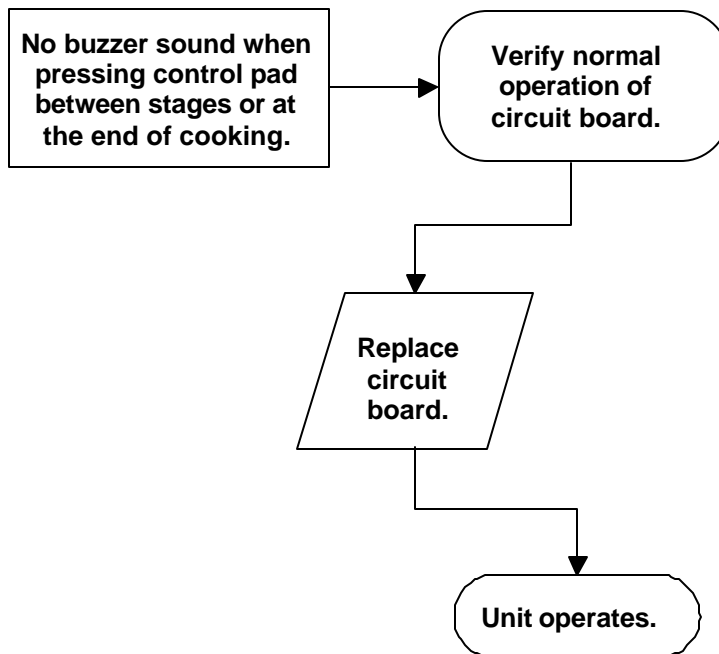 No buzzer sound when
pressing control pad
between stages or at
the end of cooking.
Verify normal
operation of
circuit board.
Replace
circuit
board.
Unit operates.